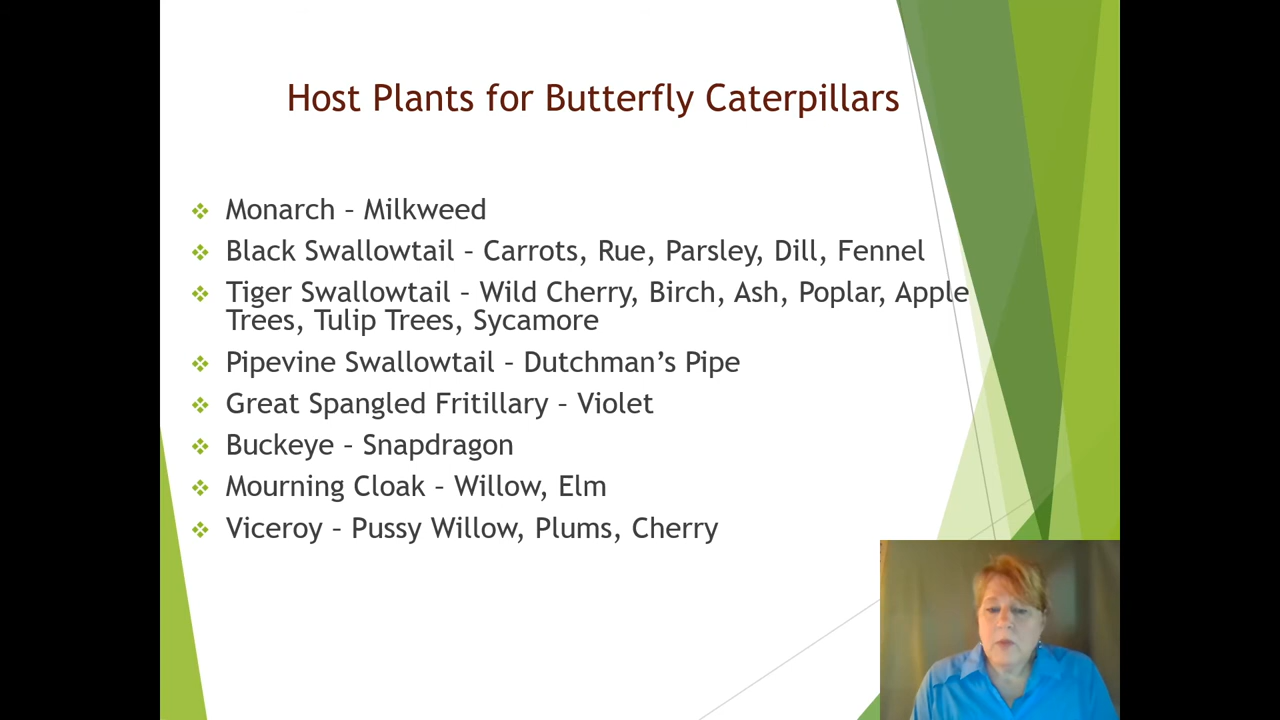 Host Plants for Butterfly Caterpillars
Monarch – Milkweed
Black Swallowtail – Carrots, Rue, Parsley, Dill, Fennel
Tiger Swallowtail – Wild Cherry, Birch, Ash, Poplar, Apple
Trees, Tulip Trees, Sycamore
Pipevine Swallowtail – Dutchman’s Pipe
Great Spangled Fritillary – Violet
Buckeye – Snapdragon
Mourning Cloak – Willow, Elm
Viceroy – Pussy Willow, Plums, Cherry